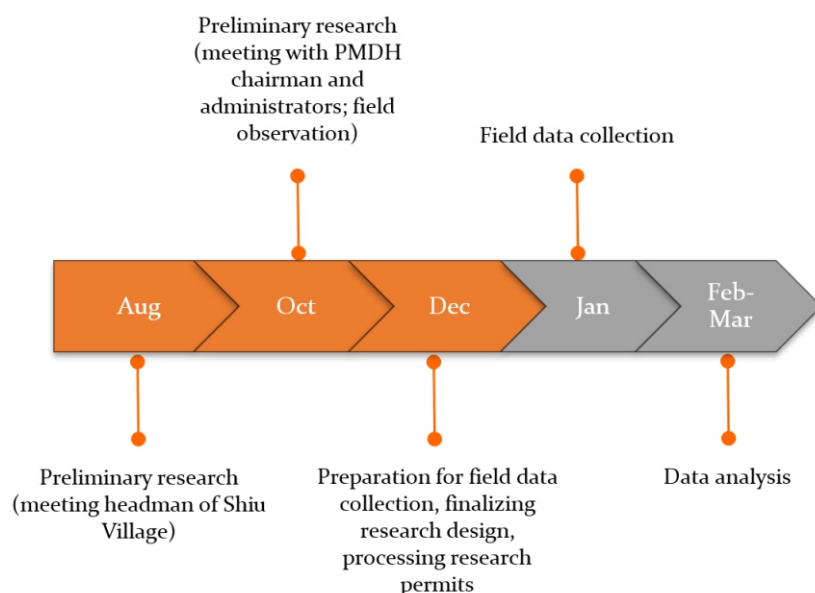 Preliminary research
(meeting with PMDH
chairman and
administrators; field
observation)
Field data collection
Aug
Oct
Dec
Jan
Feb-
Mar
Preliminary research
(meeting headman of Shiu
Village)
Preparation for field data
collection, finalizing
research design,
processing research
permits
Data analysis